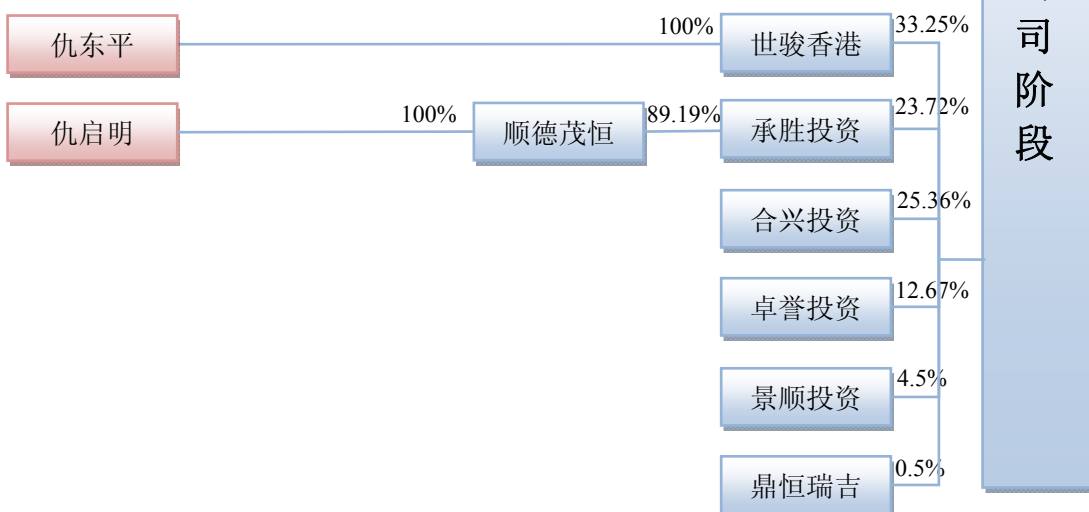 仇东平
100%
世骏香港
33.25%
仇启明
100%
顺德茂恒
89.19%
承胜投资
23.72%
合兴投资
25.36%
卓誉投资
12.67%
景顺投资
4.5%
鼎恒瑞吉
0.5%
司
阶
段